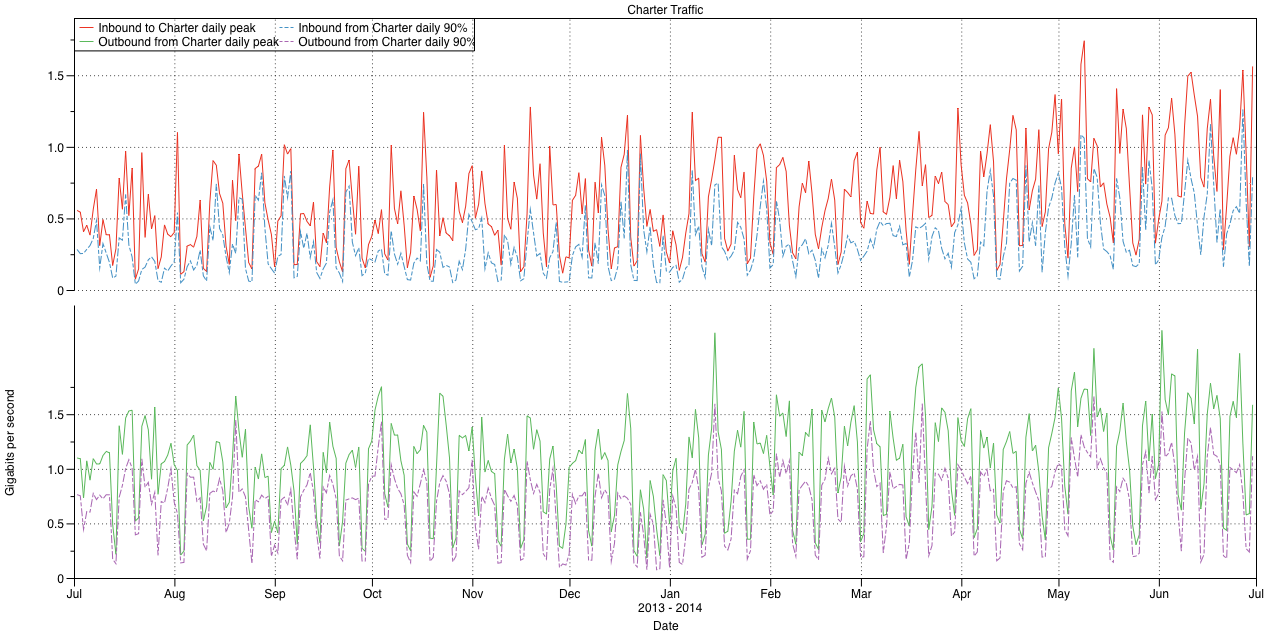 Charter Traffic
Inbound to Charter daily peak
Inbound from Charter daily 90%
Outbound from Charter daily peak
Outbound from Charter daily 90%
1.5
1.0
0.5
0
Gigabits per second
1.5
1.0
0.5
0
Jul Aug Sep Oct Nov Dec Jan Feb Mar Apr May Jun Jul
2013 - 2014
Date